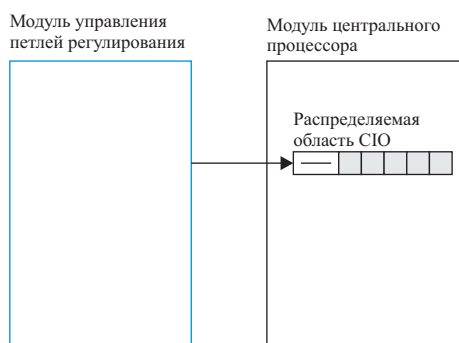 Модуль управления
петлей регулирования
Модуль центрального
процессора
Распределяемая
область CIO